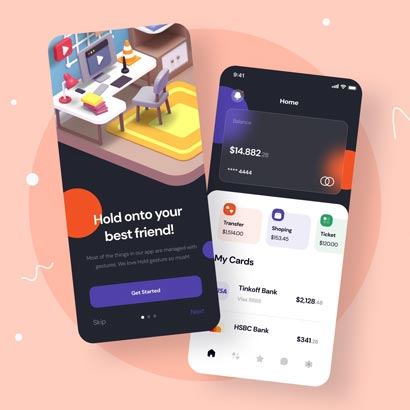 Hold onto your
best friend!
Most of the things in our app are managed with
gestures. We love Hold gesture so much!
Get Started
Skip
Next
9:41
Home
Balance
$14.882.28
**** 4444
Transfer
$1,514.00
Shoping
$153.45
Ticket
$120.00
My Cards
VISA
Tinkoff Bank
Visa 8888
$2,128.48
HSBC Bank
$341.28